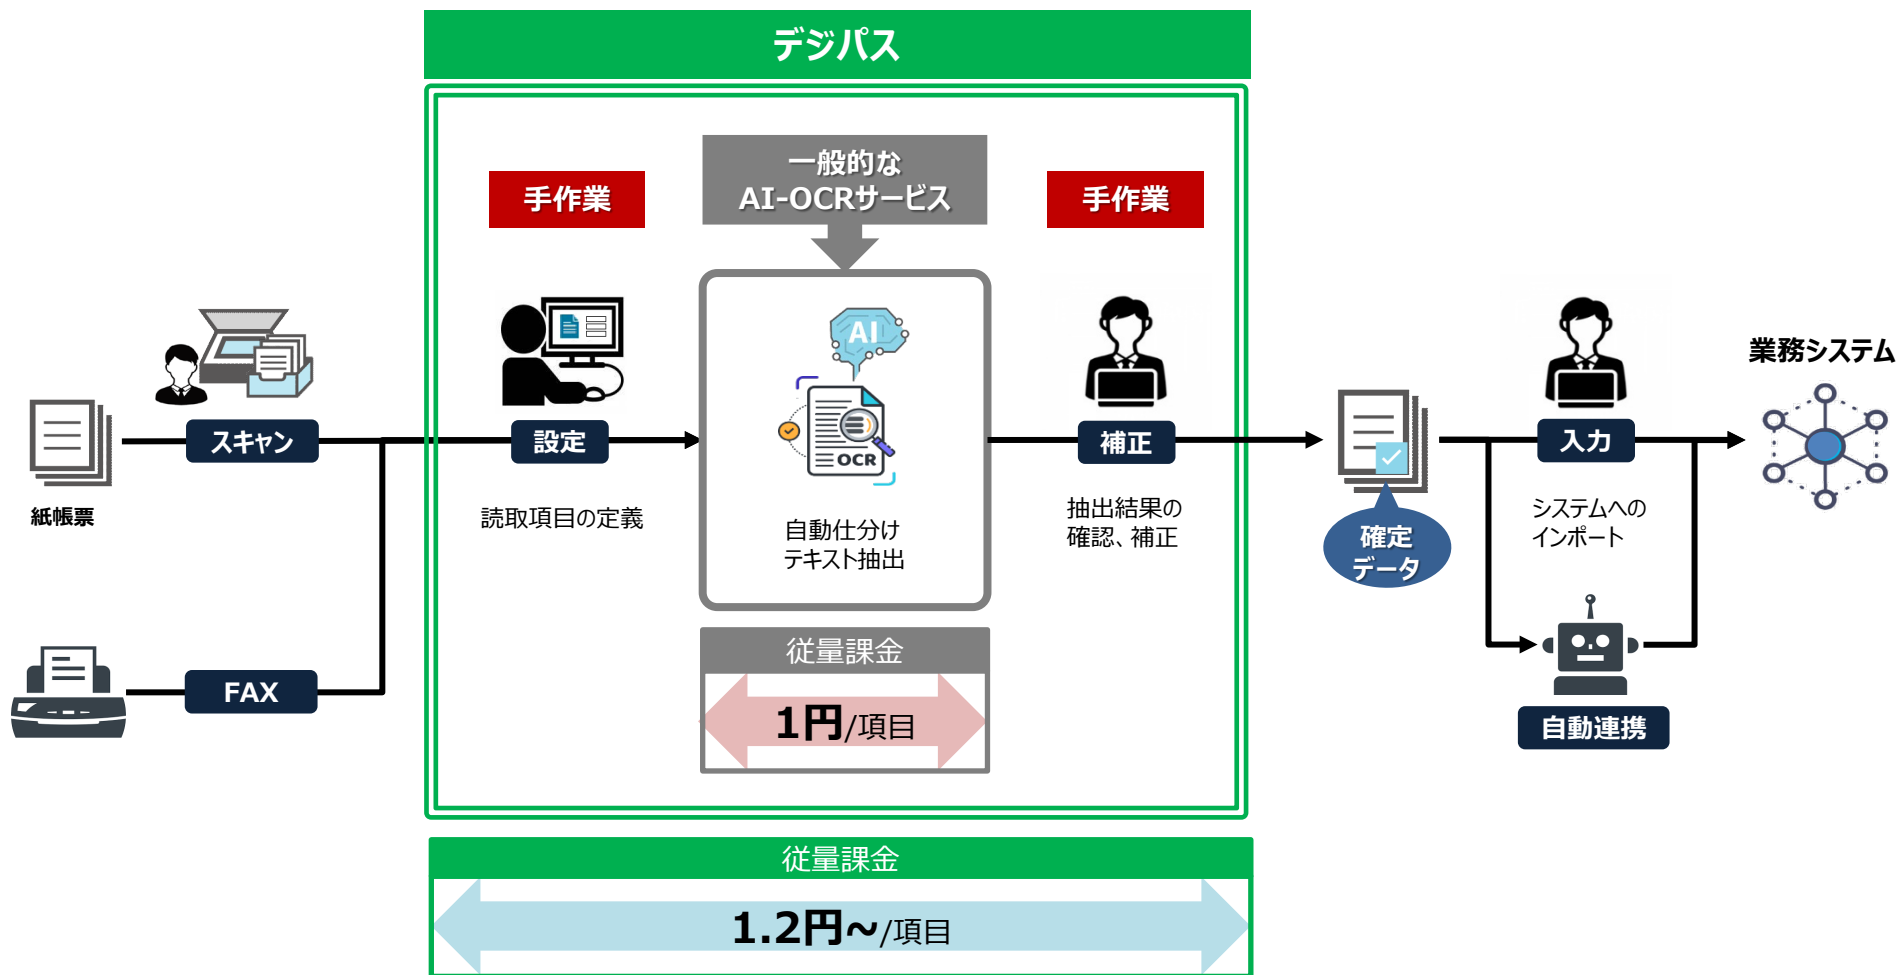 デジパス
手作業
一般的な
AI-OCRサービス
手作業
業務システム
AI
OCR
スキャン
設定
補正
入力
紙帳票
読取項目の定義
自動仕分け
テキスト抽出
抽出結果の
確認、補正
確定
データ
システムへの
インポート
FAX
自動連携
従量課金
1円/項目
従量課金
1.2円~/項目